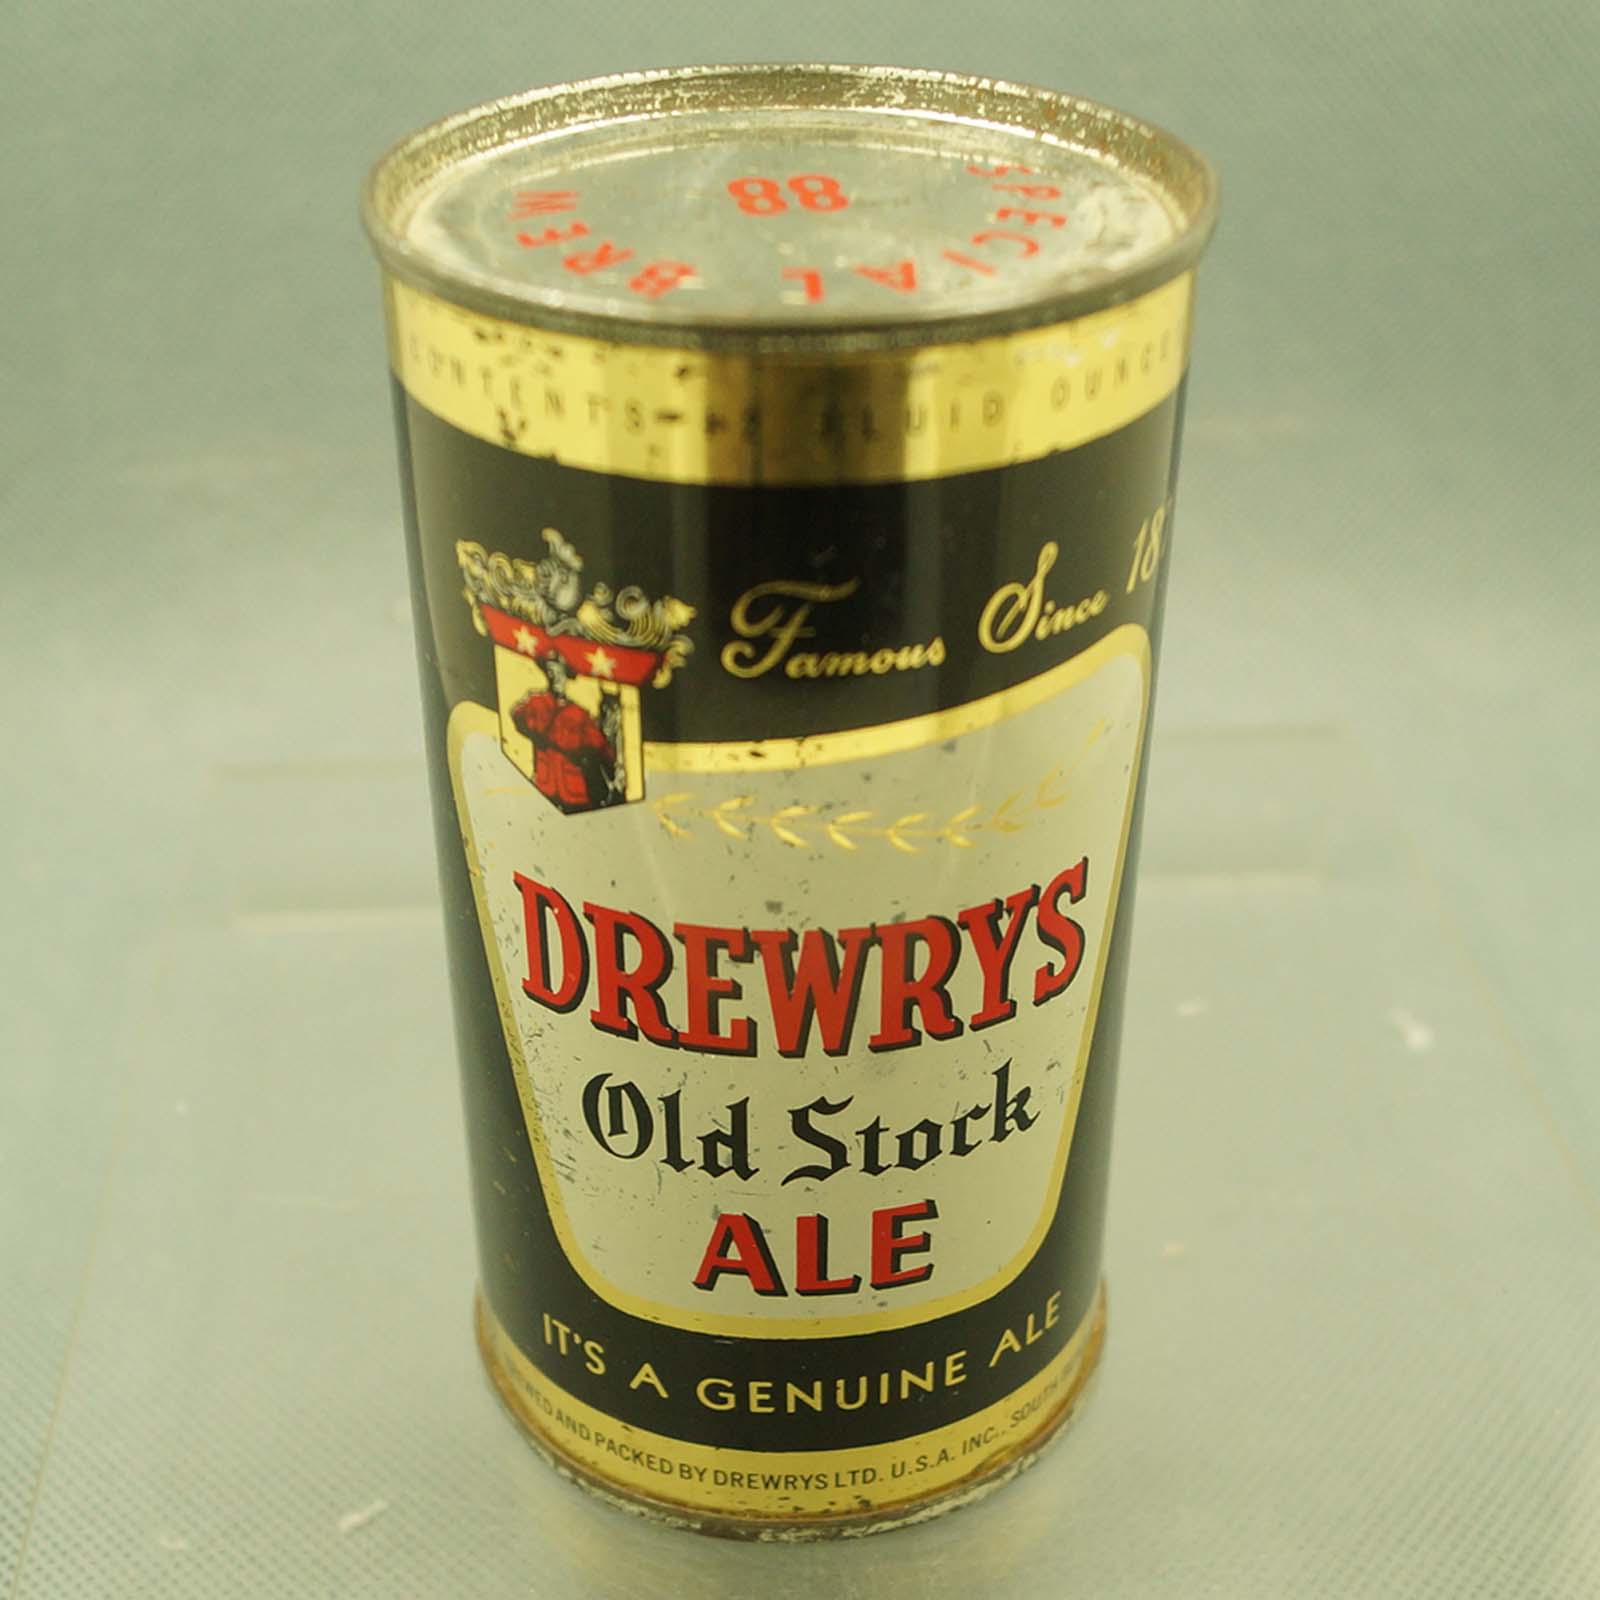 SPECIAL BREW
88
CONTENTS 12 FLUID OUNCES
Famous Since 18
DREWRYS
Old Stock
ALE
IT'S A GENUINE ALE
BREWED AND PACKED BY DREWRYS LTD. U.S.A. INC., SOUTH